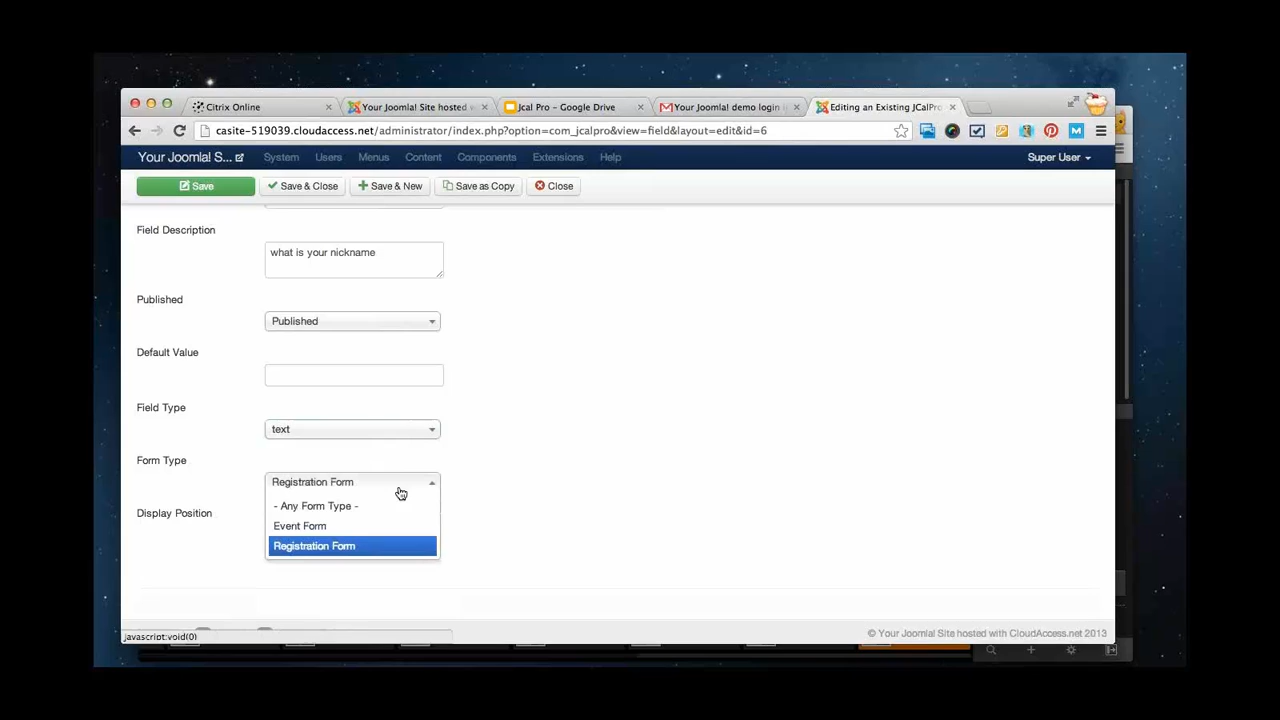 Citrix Online
Your Joomla! Site hosted w
Jcal Pro – Google Drive
Your Joomla! demo login i
Editing an Existing JCalPro
casite-519039.cloudaccess.net/administrator/index.php?option=com_jcalpro&view=field&layout=edit&id=6
Your Joomla! S...
System
Users
Menus
Content
Components
Extensions
Help
Super User
Save
Save & Close
Save & New
Save as Copy
Close
Field Description
what is your nickname
Published
Published
Default Value
Field Type
text
Form Type
Registration Form
- Any Form Type -
Event Form
Registration Form
Display Position
javascript:void(0)
© Your Joomla! Site hosted with CloudAccess.net 2013